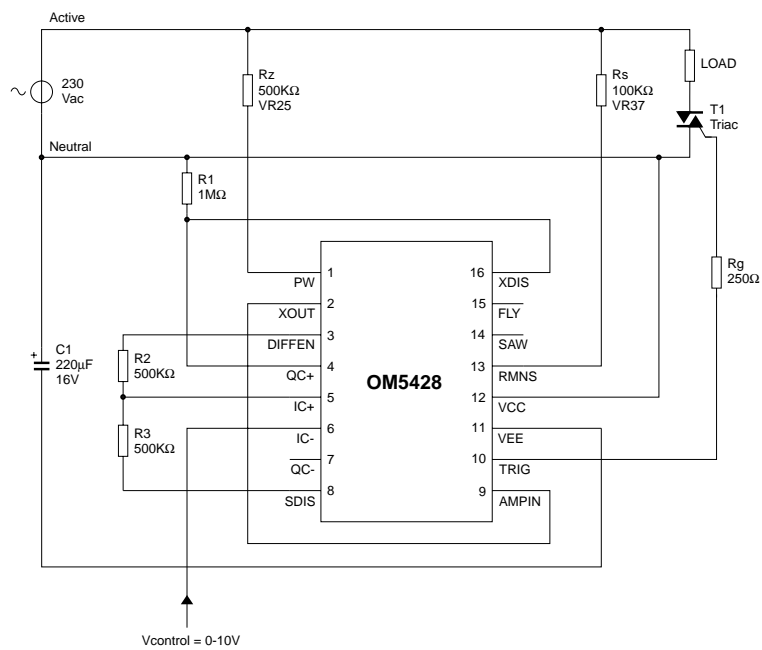 Active
230
Vac
Rz
500KΩ
VR25
Rs
100KΩ
VR37
LOAD
T1
Triac
Neutral
R1
1MΩ
Rg
250Ω
1
PW
16
XDIS
2
XOUT
15
FLY
3
DIFFEN
14
SAW
C1
220µF
16V
+
R2
500KΩ
4
QC+
OM5428
13
RMNS
5
IC+
12
VCC
R3
500KΩ
6
IC-
11
VEE
7
QC-
10
TRIG
8
SDIS
9
AMPIN
Vcontrol = 0-10V